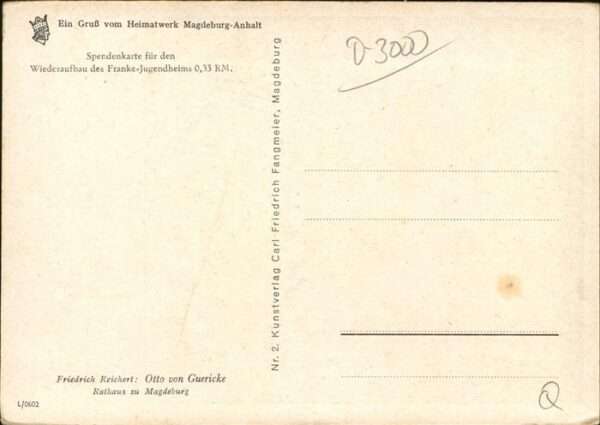 Ein Gruß vom Heimatwerk Magdeburg-Anhalt
Spendenkarte für den
Wiederaufbau des Franke-Jugendheims 0,33 RM.
Nr. 2. Kunstverlag Carl Friedrich Fangmeier, Magdeburg
D-3000
Friedrich Reichert: Otto von Guericke
Rathaus zu Magdeburg
L/0602
Q